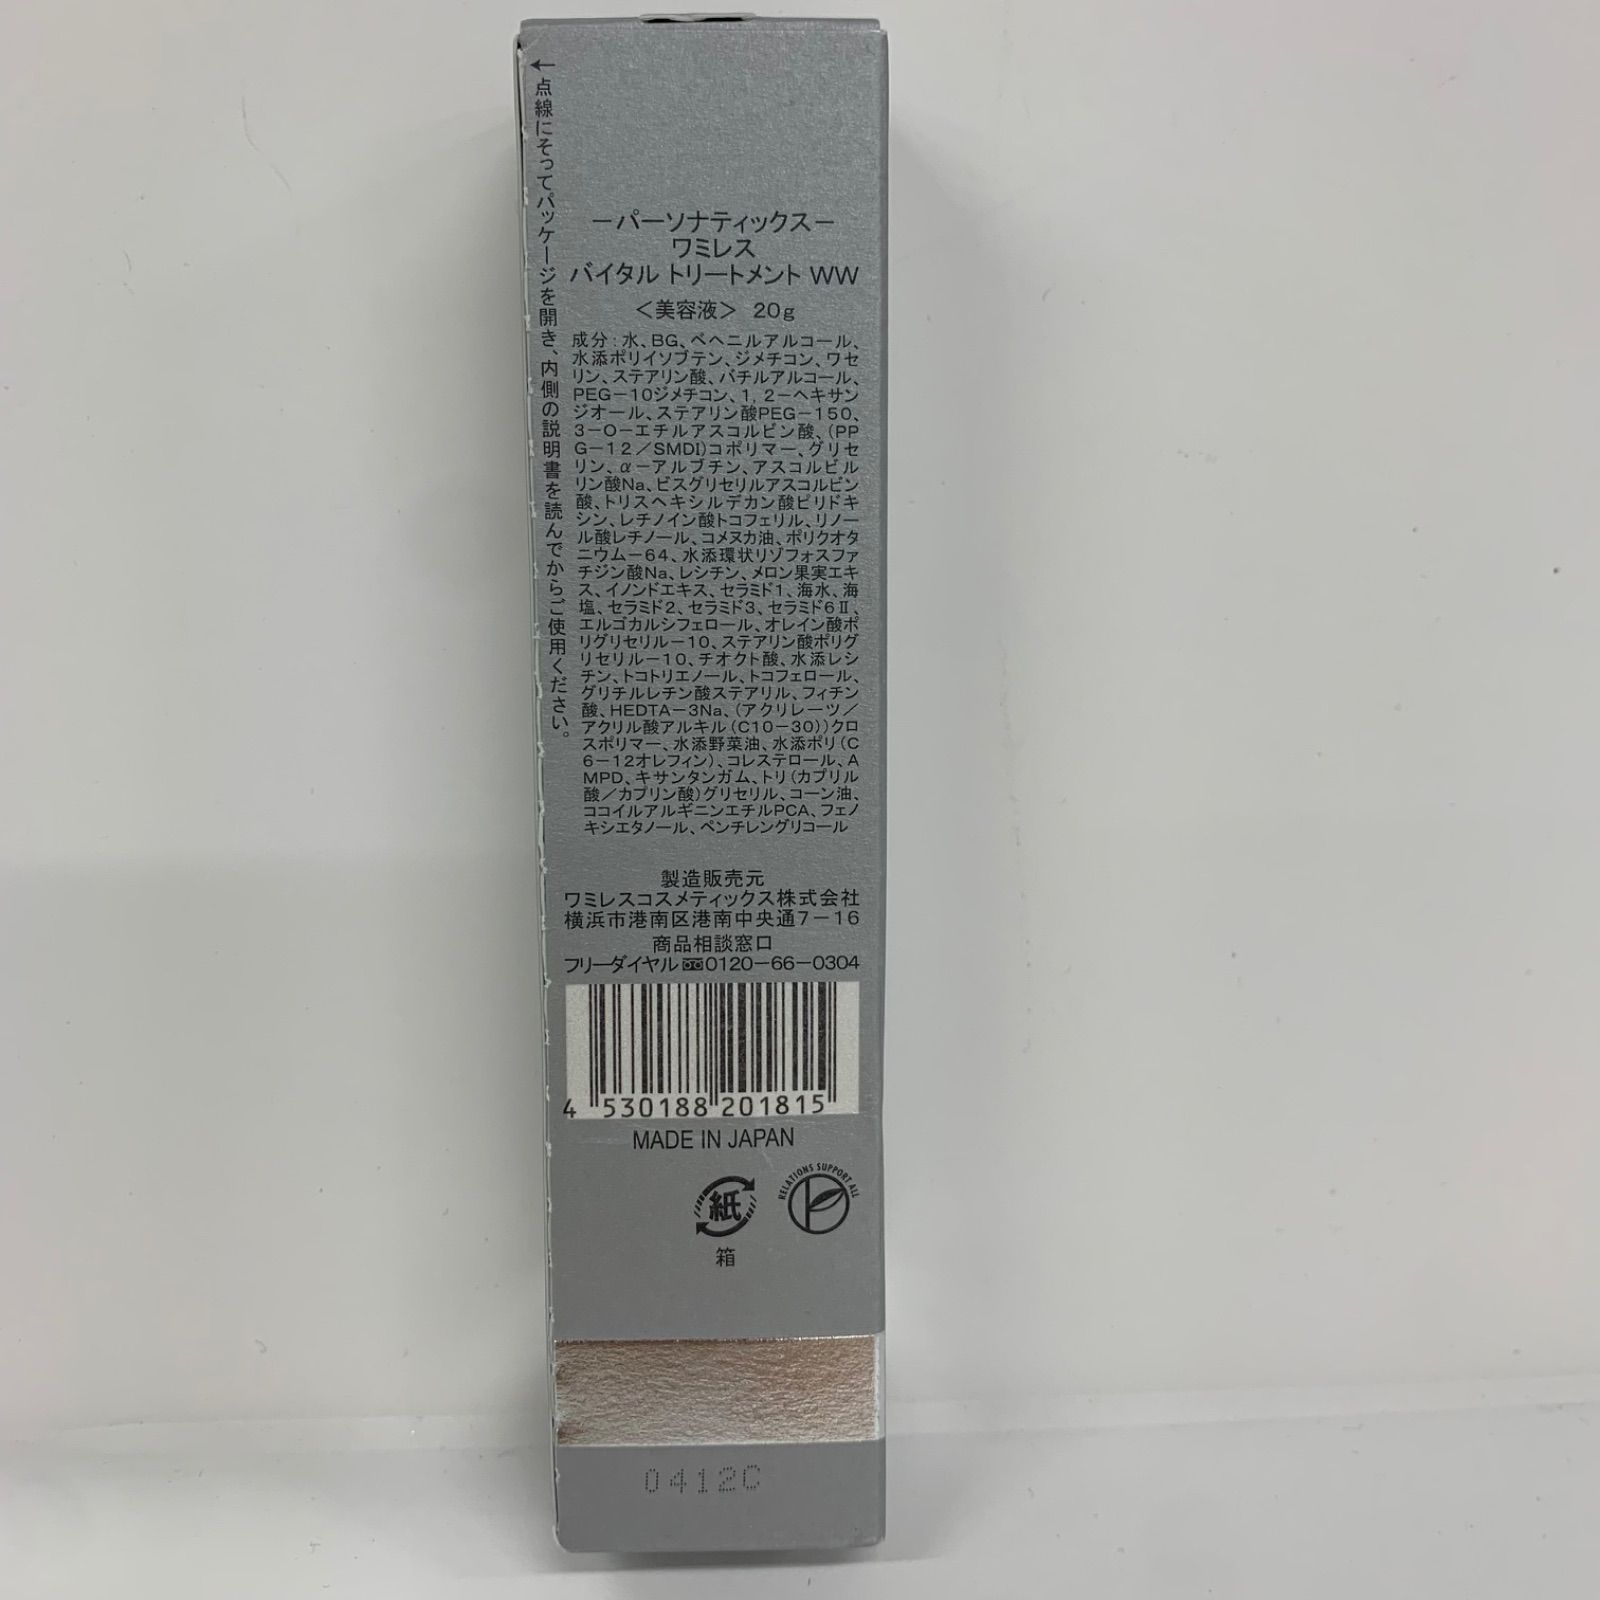 ←点線にそってパッケージを開き、内側の説明書を読んでからご使用ください。
－パーソナティックス－
ワミレス
バイタル トリートメント WW
＜美容液＞ 20g
成分：水、BG、ベヘニルアルコール、
水添ポリイソブテン、ジメチコン、ワセ
リン、ステアリン酸、バチルアルコール、
PEG－10ジメチコン、1，2－ヘキサン
ジオール、ステアリン酸PEG－150、
3－O－エチルアスコルビン酸、（PP
G－12／SMDI）コポリマー、グリセ
リン、α－アルブチン、アスコルビル
リン酸Na、ビスグリセリルアスコルビン
酸、トリスヘキシルデカン酸ピリドキ
シン、レチノイン酸トコフェリル、リノー
ル酸レチノール、コメヌカ油、ポリクオタ
ニウム－64、水添環状リゾフォスファ
チジン酸Na、レシチン、メロン果実エキ
ス、イノンドエキス、セラミド1、海水、海
塩、セラミド2、セラミド3、セラミド6Ⅱ、
エルゴカルシフェロール、オレイン酸ポ
リグリセリル－10、ステアリン酸ポリグ
リセリル－10、チオクト酸、水添レシ
チン、トコトリエノール、トコフェロール、
グリチルレチン酸ステアリル、フィチン
酸、HEDTA－3Na、（アクリレーツ／
アクリル酸アルキル（C10－30））クロ
スポリマー、水添野菜油、水添ポリ（C
6－12オレフィン）、コレステロール、A
MPD、キサンタンガム、トリ（カプリル
酸／カプリン酸）グリセリル、コーン油、
ココイルアルギニンエチルPCA、フェノ
キシエタノール、ペンチレングリコール
製造販売元
ワミレスコスメティックス株式会社
横浜市港南区港南中央通7－16
商品相談窓口
フリーダイヤル 0120－66－0304
4 530188 201815
MADE IN JAPAN
RELATIONS SUPPORT ALL
紙
箱
0412C